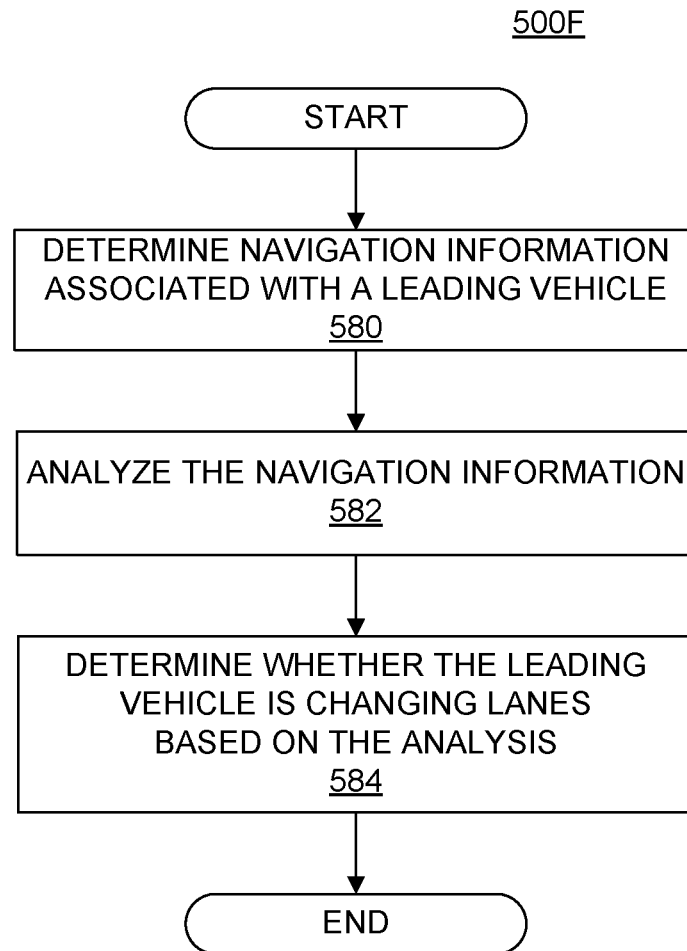 500F
START
DETERMINE NAVIGATION INFORMATION
ASSOCIATED WITH A LEADING VEHICLE
580
ANALYZE THE NAVIGATION INFORMATION
582
DETERMINE WHETHER THE LEADING
VEHICLE IS CHANGING LANES
BASED ON THE ANALYSIS
584
END